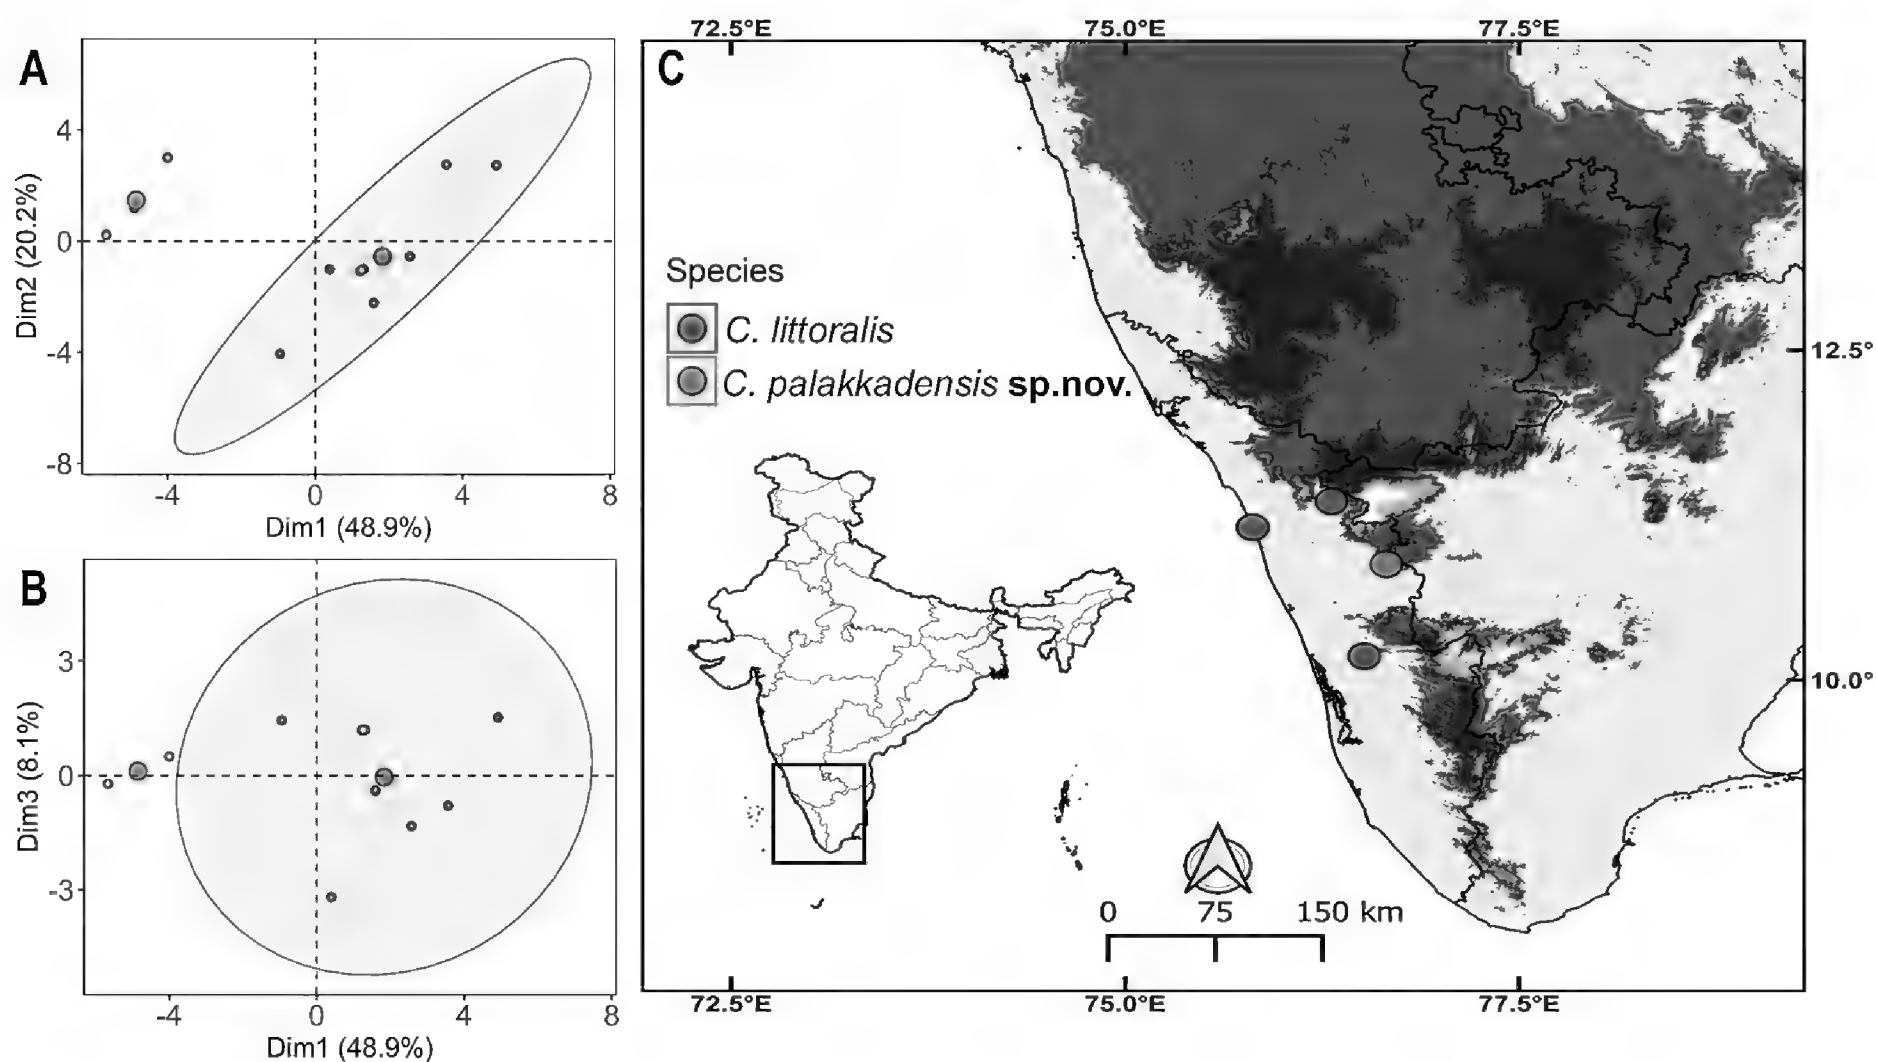 A
4
0
-4
-8
Dim2 (20.2%)
-4
0
4
8
Dim1 (48.9%)
B
3
0
-3
Dim3 (8.1%)
-4
0
4
8
Dim1 (48.9%)
72.5°E
75.0°E
77.5°E
C
Species
C. littoralis
C. palakkadensis sp.nov.
12.5°
10.0°
0
75
150 km
72.5°E
75.0°E
77.5°E